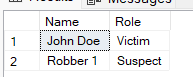 Results Messages
Name Role
1 John Doe Victim
2 Robber 1 Suspect